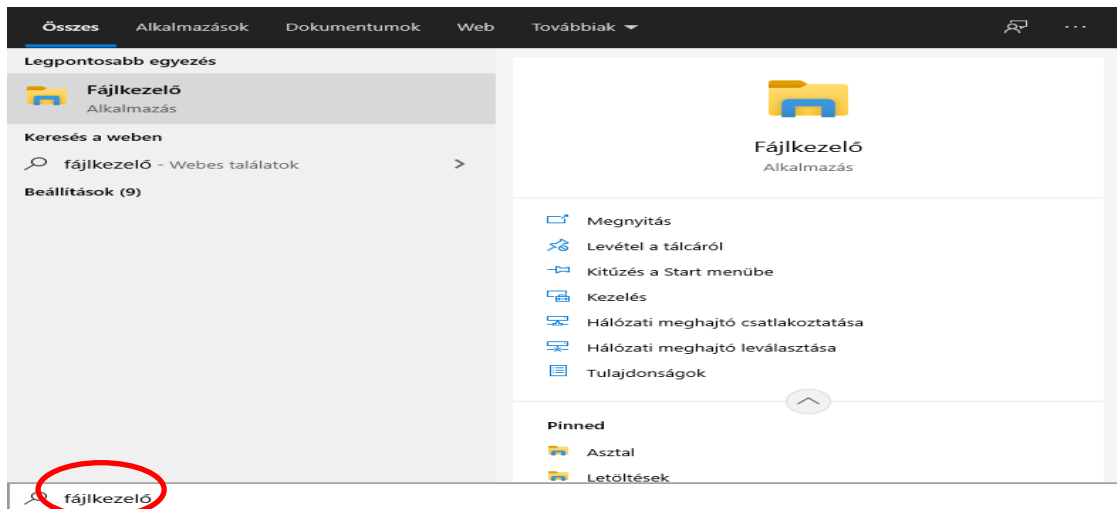 Összes Alkalmazások Dokumentumok Web Továbbiak
Legpontosabb egyezés
Fájlkezelő
Alkalmazás
Keresés a weben
fájlkezelő - Webes találatok
Beállítások (9)
Fájlkezelő
Alkalmazás
Megnyitás
Levétel a tálcáról
Kitűzés a Start menübe
Kezelés
Hálózati meghajtó csatlakoztatása
Hálózati meghajtó leválasztása
Tulajdonságok
Pinned
Asztal
Letöltések
fájlkezelő